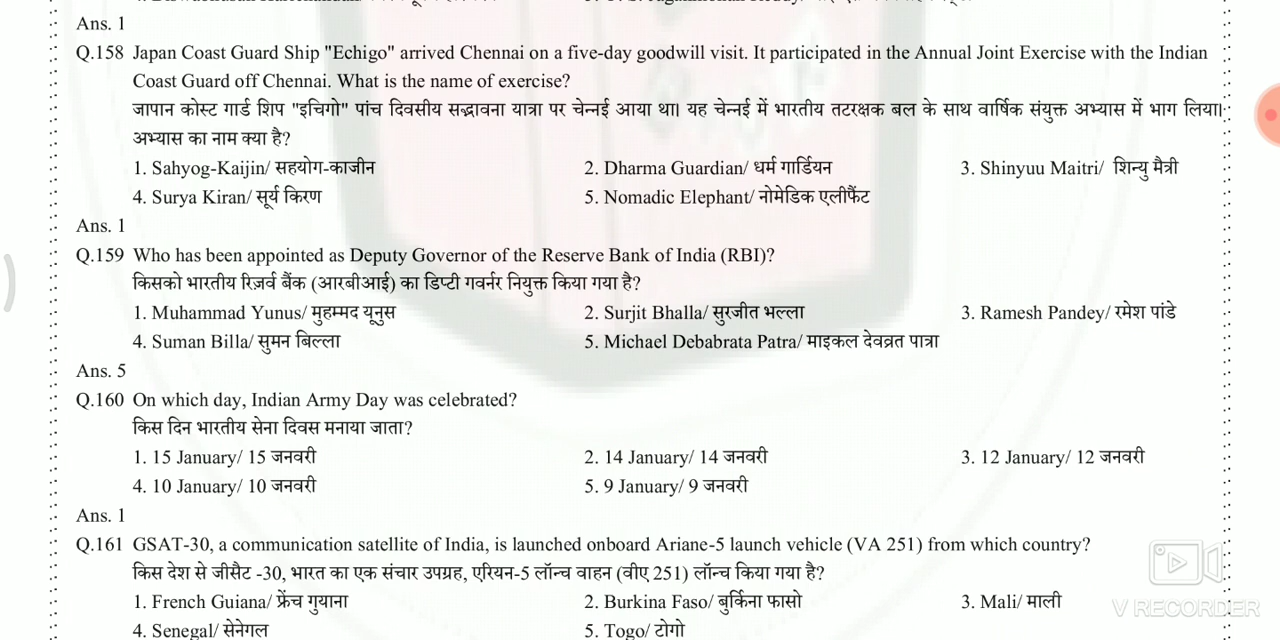 Ans. 1
Q.158 Japan Coast Guard Ship "Echigo" arrived Chennai on a five-day goodwill visit. It participated in the Annual Joint Exercise with the Indian
Coast Guard off Chennai. What is the name of exercise?
जापान कोस्ट गार्ड शिप "इचिगो" पांच दिवसीय सद्भावना यात्रा पर चेन्नई आया था। यह चेन्नई में भारतीय तटरक्षक बल के साथ वार्षिक संयुक्त अभ्यास में भाग लिया।
अभ्यास का नाम क्या है?
1. Sahyog-Kaijin/ सहयोग-काजीन 2. Dharma Guardian/ धर्म गार्डियन 3. Shinyuu Maitri/ शिन्यु मैत्री
4. Surya Kiran/ सूर्य किरण 5. Nomadic Elephant/ नोमेडिक एलीफैंट
Ans. 1
Q.159 Who has been appointed as Deputy Governor of the Reserve Bank of India (RBI)?
किसको भारतीय रिज़र्व बैंक (आरबीआई) का डिप्टी गवर्नर नियुक्त किया गया है?
1. Muhammad Yunus/ मुहम्मद यूनुस 2. Surjit Bhalla/ सुरजीत भल्ला 3. Ramesh Pandey/ रमेश पांडे
4. Suman Billa/ सुमन बिल्ला 5. Michael Debabrata Patra/ माइकल देवव्रत पात्रा
Ans. 5
Q.160 On which day, Indian Army Day was celebrated?
किस दिन भारतीय सेना दिवस मनाया जाता?
1. 15 January/ 15 जनवरी 2. 14 January/ 14 जनवरी 3. 12 January/ 12 जनवरी
4. 10 January/ 10 जनवरी 5. 9 January/ 9 जनवरी
Ans. 1
Q.161 GSAT-30, a communication satellite of India, is launched onboard Ariane-5 launch vehicle (VA 251) from which country?
किस देश से जीसैट -30, भारत का एक संचार उपग्रह, एरियन-5 लॉन्च वाहन (वीए 251) लॉन्च किया गया है?
1. French Guiana/ फ्रेंच गुयाना 2. Burkina Faso/ बुर्किना फासो 3. Mali/ माली
4. Senegal/ सेनेगल 5. Togo/ टोगो
V RECORDER